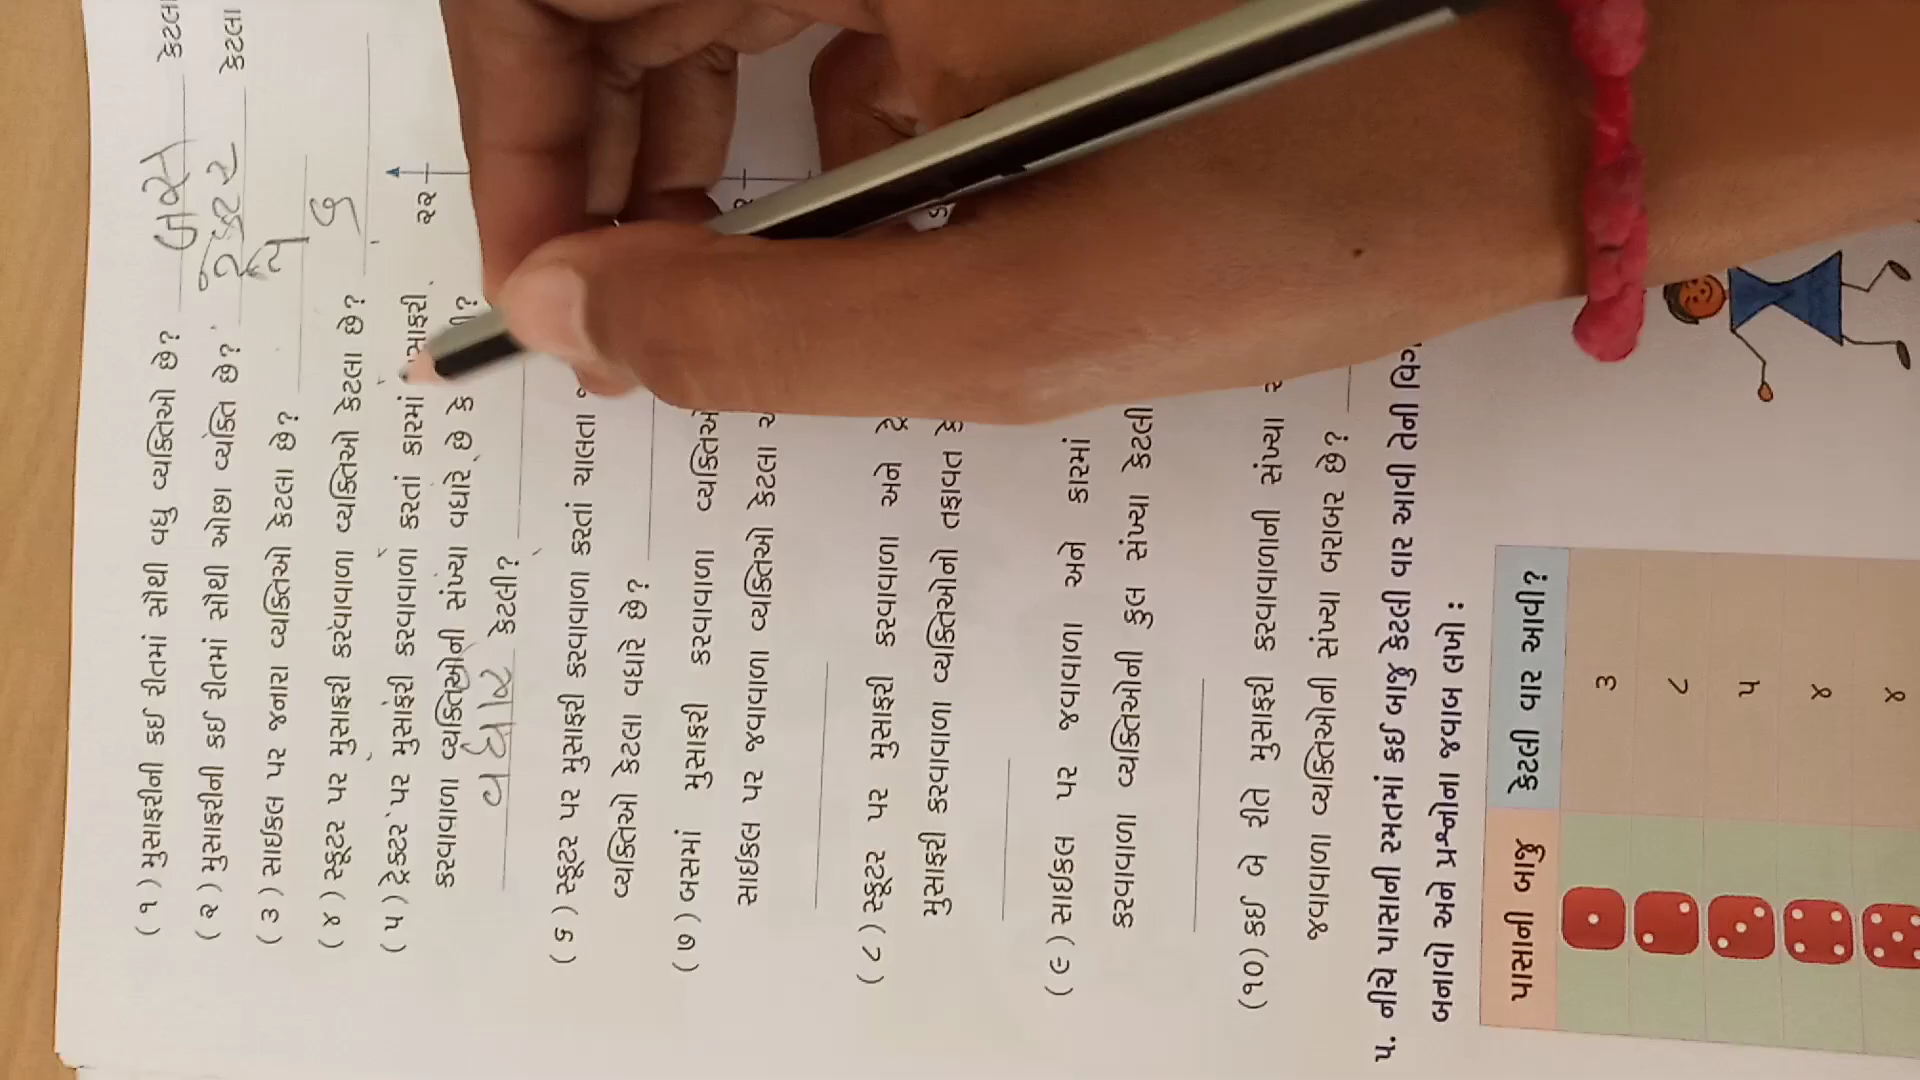 (૧) મુસાફરીની કઈ રીતમાં સૌથી વધુ વ્યક્તિઓ છે? બસ કેટલા
(૨) મુસાફરીની કઈ રીતમાં સૌથી ઓછા વ્યક્તિ છે? ટ્રેક્ટર કેટલા
(૩) સાઈકલ પર જનારા વ્યક્તિઓ કેટલા છે?
(૪) સ્કૂટર પર મુસાફરી કરવાવાળા વ્યક્તિઓ કેટલા છે?
(૫) ટ્રેક્ટર પર મુસાફરી કરવાવાળા કરતાં કારમાં સાફરી
૨૨
કરવાવાળા વ્યક્તિઓની સંખ્યા વધારે છે કે
વધારે કેટલી?
(૬) સ્કૂટર પર મુસાફરી કરવાવાળા કરતાં ચાલતા
વ્યક્તિઓ કેટલા વધારે છે?
(૭) બસમાં મુસાફરી કરવાવાળા
સાઈકલ પર જવાવાળા વ્યક્તિઓ કેટલા
(૮) સ્કૂટર પર મુસાફરી કરવાવાળા અને
મુસાફરી કરવાવાળા વ્યક્તિઓનો તફાવત
(૯) સાઇકલ પર જવાવાળા અને કારમાં
કરવાવાળા વ્યક્તિઓની કુલ સંખ્યા કેટલી
(૧૦) કઈ બે રીતે મુસાફરી કરવાવાળાની સંખ્યા
જવાવાળા વ્યક્તિઓની સંખ્યા બરાબર છે?
૫. નીચે પાસાની રમતમાં કઈ બાજુ કેટલી વાર આવી તેની
બનાવો અને પ્રશ્નોના જવાબ લખો :
પાસાની બાજુ કેટલી વાર આવી?
૩
૮
૫
૪
૪